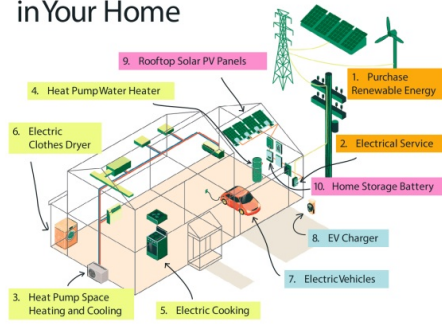 in Your Home
9. Rooftop Solar PV Panels
4. Heat Pump Water Heater
1. Purchase
Renewable Energy
6. Electric
Clothes Dryer
2. Electrical Service
10. Home Storage Battery
8. EV Charger
7. Electric Vehicles
3. Heat Pump Space
Heating and Cooling
5. Electric Cooking